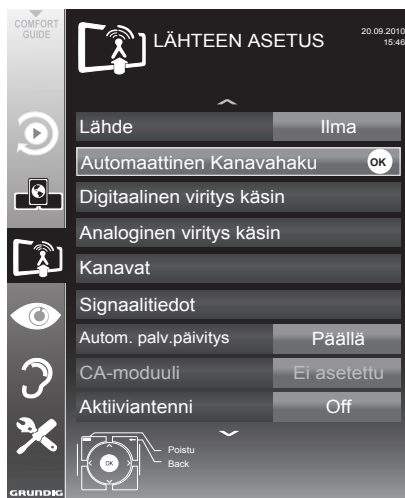 COMFORT
GUIDE
LÄHTEEN ASETUS
20.09.2010
15:46
Lähde Ilma
Automaattinen Kanavahaku OK
Digitaalinen viritys käsin
Analoginen viritys käsin
Kanavat
Signaalitiedot
Autom. palv.päivitys Päällä
CA-moduuli Ei asetettu
Aktiiviantenni Off
OK
Poistu
Back
GRUNDIG